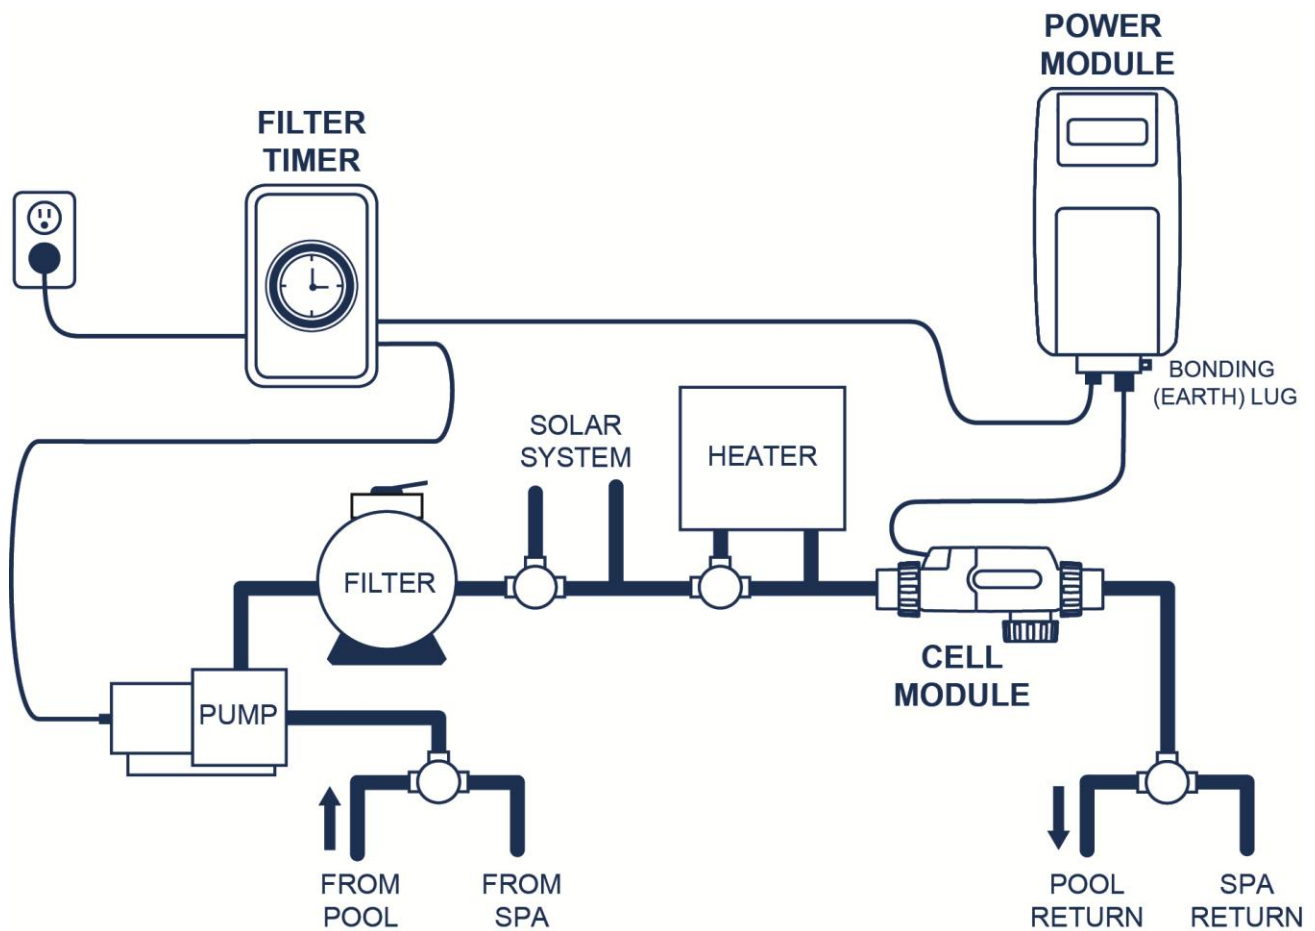 POWER
MODULE
FILTER
TIMER
BONDING
(EARTH) LUG
SOLAR
SYSTEM
HEATER
FILTER
CELL
MODULE
PUMP
FROM
POOL
FROM
SPA
POOL
RETURN
SPA
RETURN